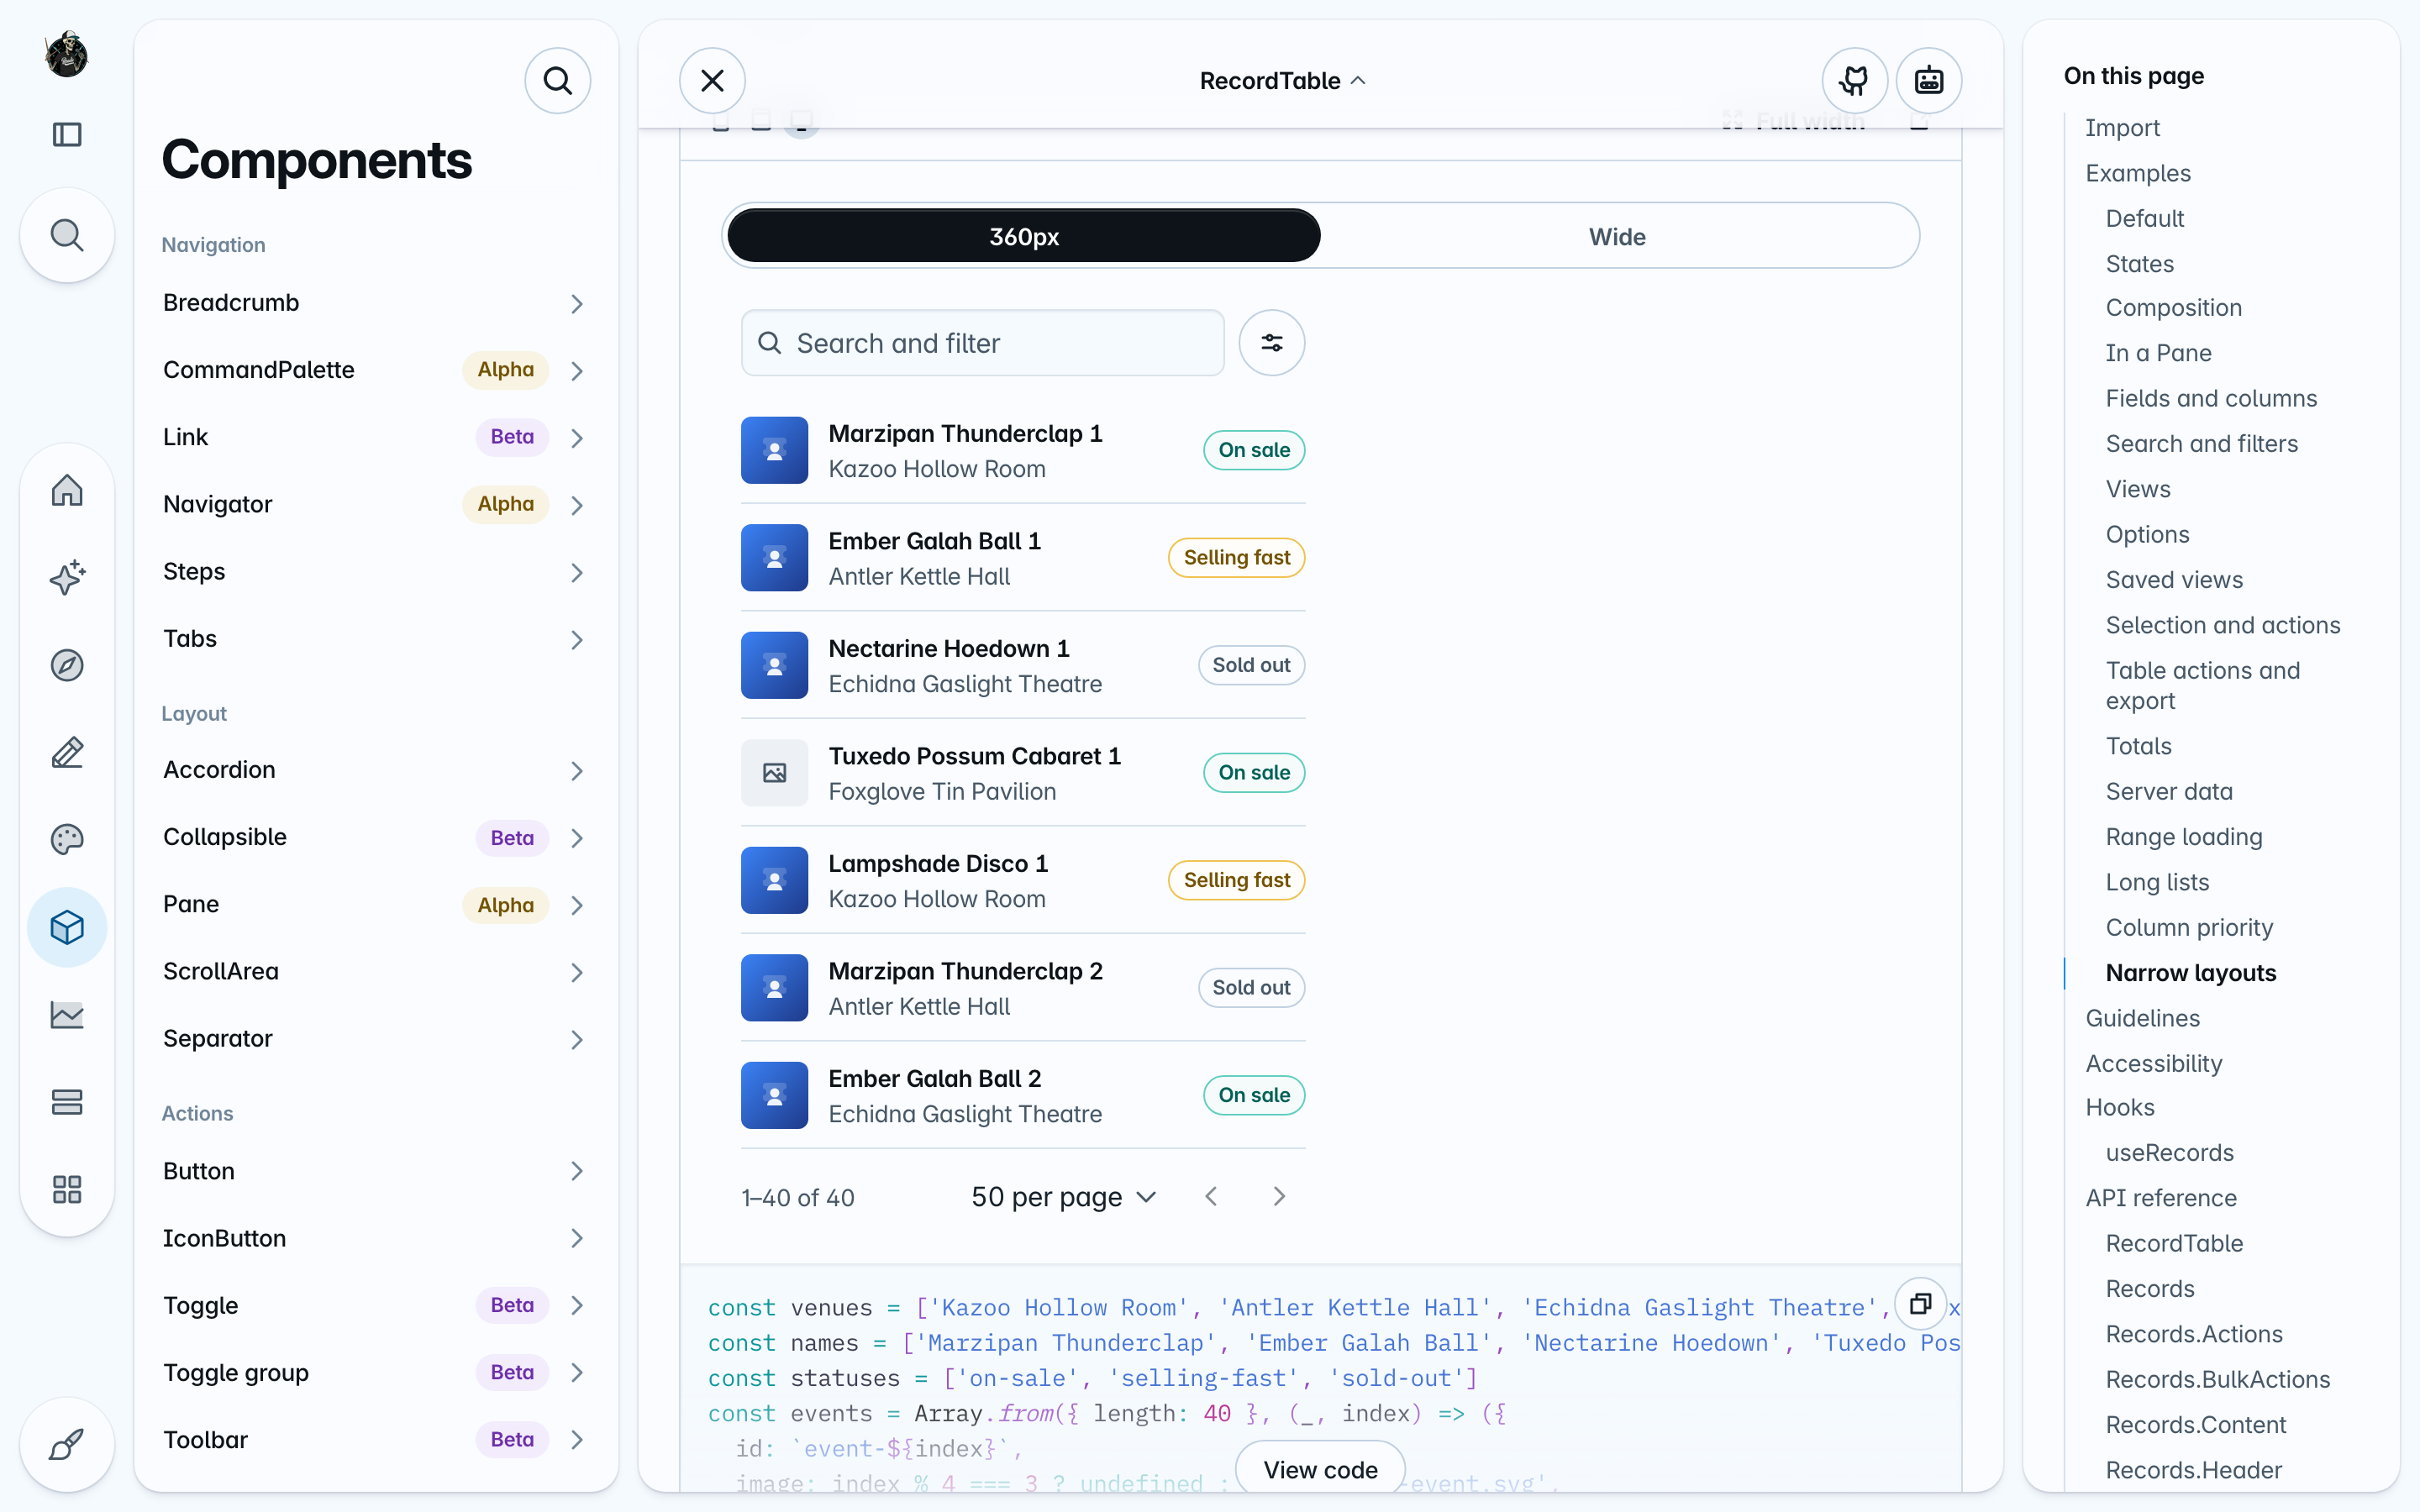 Components
Navigation
Breadcrumb
CommandPalette Alpha
Link Beta
Navigator Alpha
Steps
Tabs
Layout
Accordion
Collapsible Beta
Pane Alpha
ScrollArea
Separator
Actions
Button
IconButton
Toggle Beta
Toggle group Beta
Toolbar Beta
RecordTable
Full width
360px Wide
Search and filter
Marzipan Thunderclap 1
Kazoo Hollow Room
On sale
Ember Galah Ball 1
Antler Kettle Hall
Selling fast
Nectarine Hoedown 1
Echidna Gaslight Theatre
Sold out
Tuxedo Possum Cabaret 1
Foxglove Tin Pavilion
On sale
Lampshade Disco 1
Kazoo Hollow Room
Selling fast
Marzipan Thunderclap 2
Antler Kettle Hall
Sold out
Ember Galah Ball 2
Echidna Gaslight Theatre
On sale
1–40 of 40 50 per page
const venues = ['Kazoo Hollow Room', 'Antler Kettle Hall', 'Echidna Gaslight Theatre', x
const names = ['Marzipan Thunderclap', 'Ember Galah Ball', 'Nectarine Hoedown', 'Tuxedo Pos
const statuses = ['on-sale', 'selling-fast', 'sold-out']
const events = Array.from({ length: 40 }, (_, index) => ({
id: `event-${index}`,
image: index % 4 === 3 ? undefined : -event.svg',
View code
On this page
Import
Examples
Default
States
Composition
In a Pane
Fields and columns
Search and filters
Views
Options
Saved views
Selection and actions
Table actions and
export
Totals
Server data
Range loading
Long lists
Column priority
Narrow layouts
Guidelines
Accessibility
Hooks
useRecords
API reference
RecordTable
Records
Records.Actions
Records.BulkActions
Records.Content
Records.Header